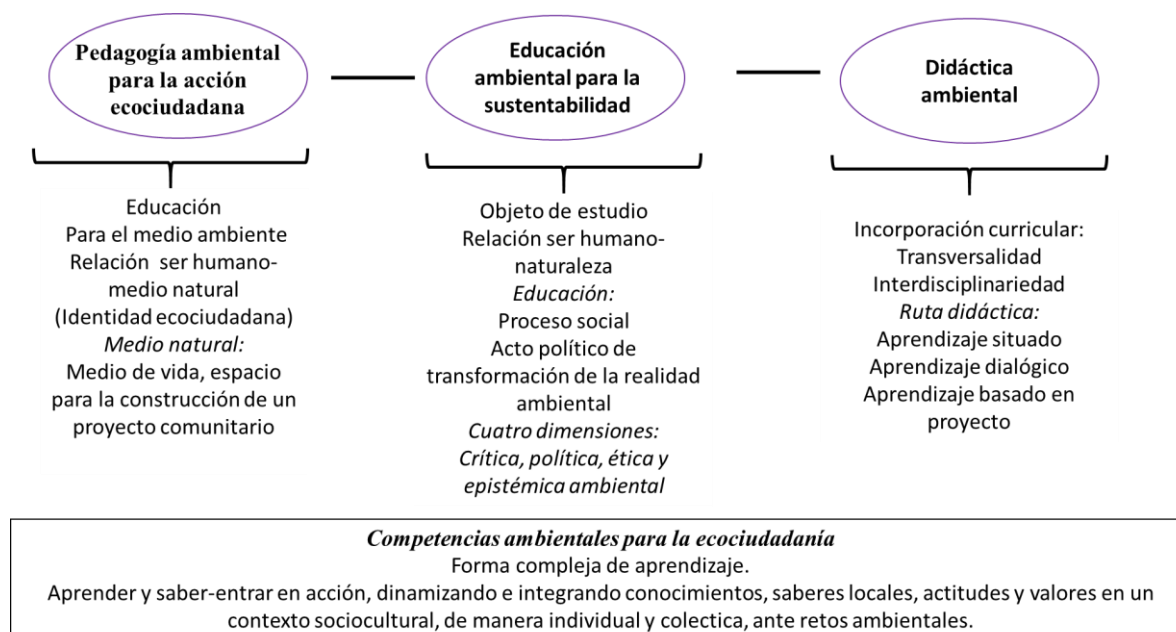 Pedagogía ambiental
para la acción
ecociudadana
Educación
ambiental para la
sustentabilidad
Didáctica
ambiental
Educación
Para el medio ambiente
Relación ser humano-
medio natural
(Identidad ecociudadana)
Medio natural:
Medio de vida, espacio
para la construcción de un
proyecto comunitario
Objeto de estudio
Relación ser humano-
naturaleza
Educación:
Proceso social
Acto político de
transformación de la realidad
ambiental
Cuatro dimensiones:
Crítica, política, ética y
epistémica ambiental
Incorporación curricular:
Transversalidad
Interdisciplinariedad
Ruta didáctica:
Aprendizaje situado
Aprendizaje dialógico
Aprendizaje basado en
proyecto
Competencias ambientales para la ecociudadanía
Forma compleja de aprendizaje.
Aprender y saber-entrar en acción, dinamizando e integrando conocimientos, saberes locales, actitudes y valores en un
contexto sociocultural, de manera individual y colectica, ante retos ambientales.